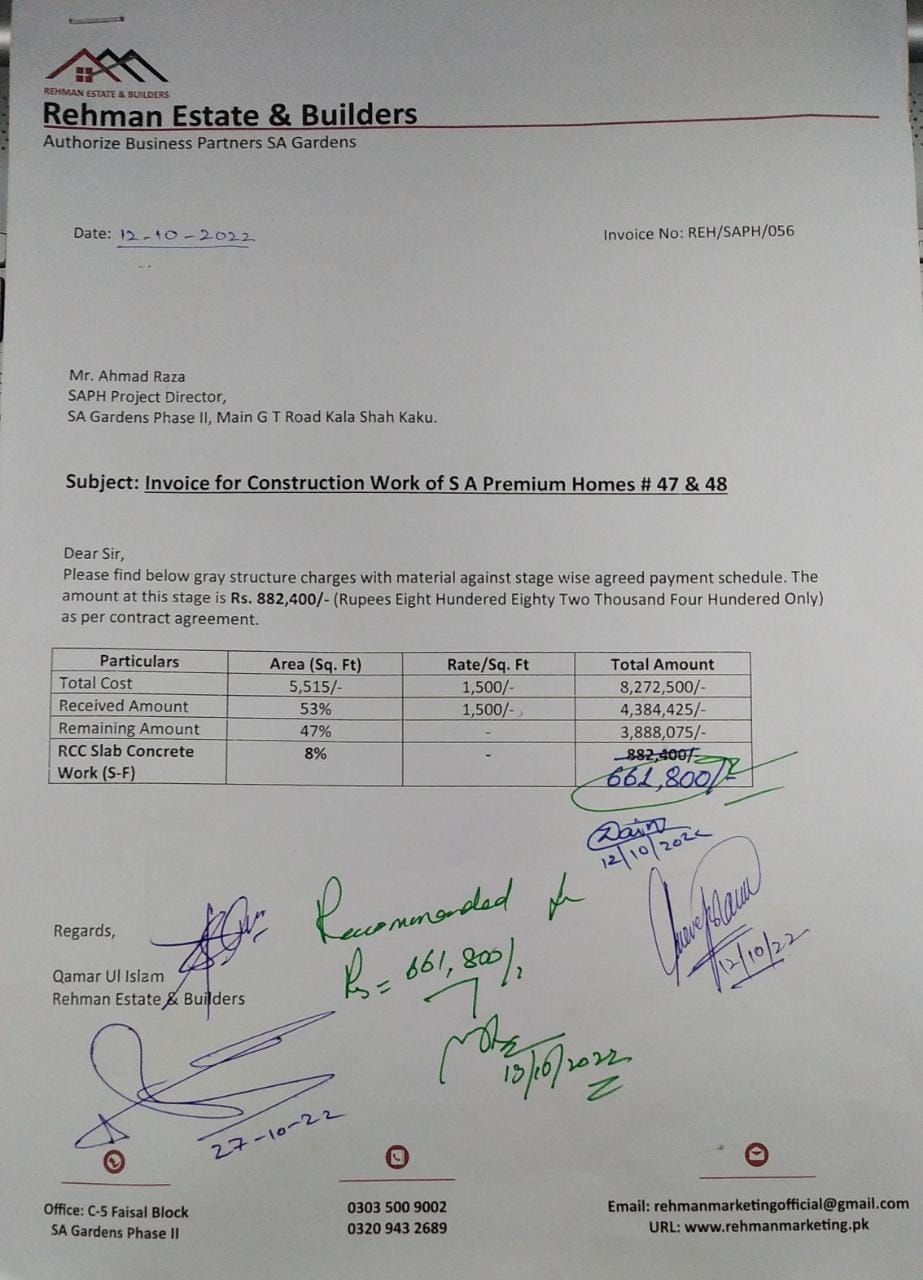 REHMAN ESTATE & BUILDERS
Rehman Estate & Builders
Authorize Business Partners SA Gardens
Date: 12-10-2022
Invoice No: REH/SAPH/056
Mr. Ahmad Raza
SAPH Project Director,
SA Gardens Phase II, Main G T Road Kala Shah Kaku.
Subject: Invoice for Construction Work of S A Premium Homes # 47 & 48
Dear Sir,
Please find below gray structure charges with material against stage wise agreed payment schedule. The
amount at this stage is Rs. 882,400/- (Rupees Eight Hundred Eighty Two Thousand Four Hundred Only)
as per contract agreement.
Particulars Area (Sq. Ft) Rate/Sq. Ft Total Amount
Total Cost 5,515/- 1,500/- 8,272,500/-
Received Amount 53% 1,500/- 4,384,425/-
Remaining Amount 47% - 3,888,075/-
RCC Slab Concrete 8% - 882,400/-
Work (S-F) 661,800/-
12/10/2022
Recommended
Rs = 661,800/-
12/10/22
Regards,
Qamar Ul Islam
Rehman Estate & Builders
13/10/2022
27-10-22
Office: C-5 Faisal Block
SA Gardens Phase II
0303 500 9002
0320 943 2689
Email: rehmanmarketingofficial@gmail.com
URL: www.rehmanmarketing.pk